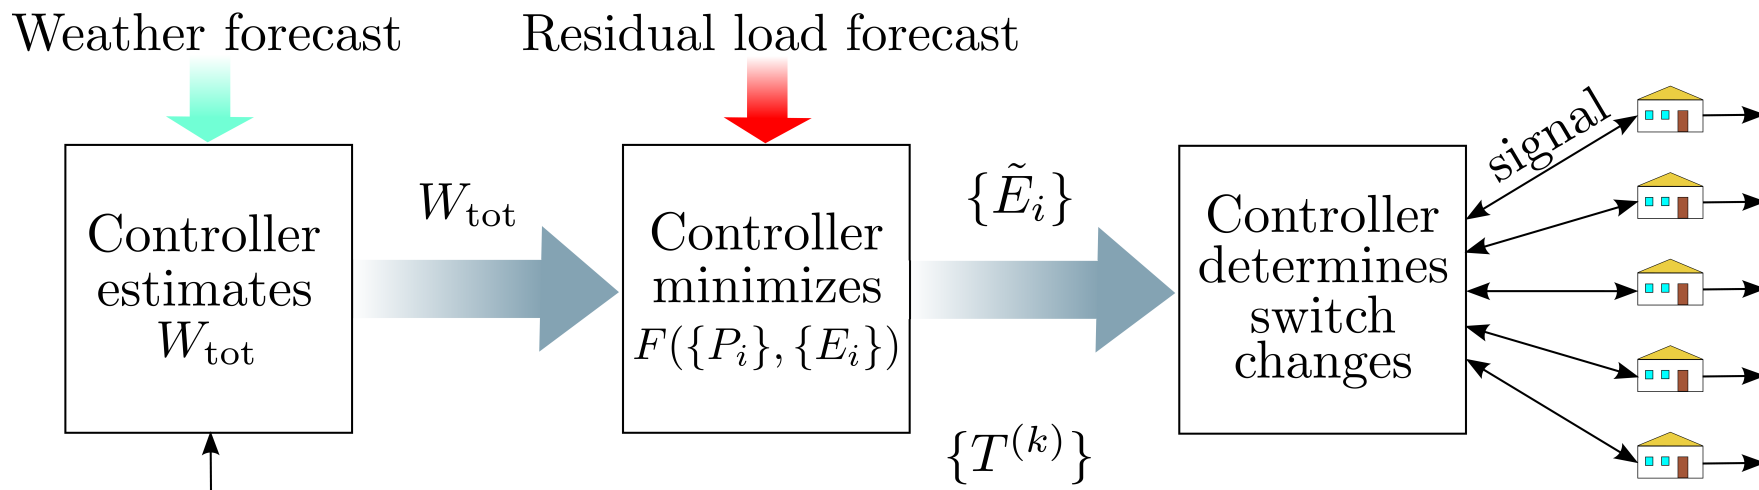 Weather forecast
Residual load forecast
Controller
estimates
W_tot
W_tot
Controller
minimizes
F({P_i}, {E_i})
{Ẽ_i}
{T^(k)}
Controller
determines
switch
changes
signal